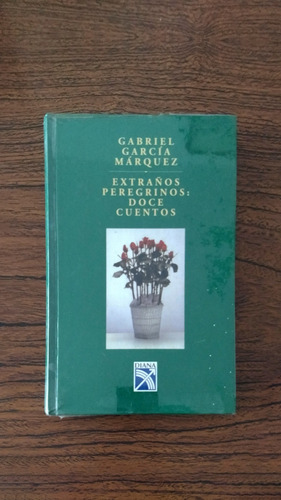 GABRIEL
GARCÍA
MÁRQUEZ
EXTRAÑOS
PEREGRINOS:
DOCE
CUENTOS
DIANA